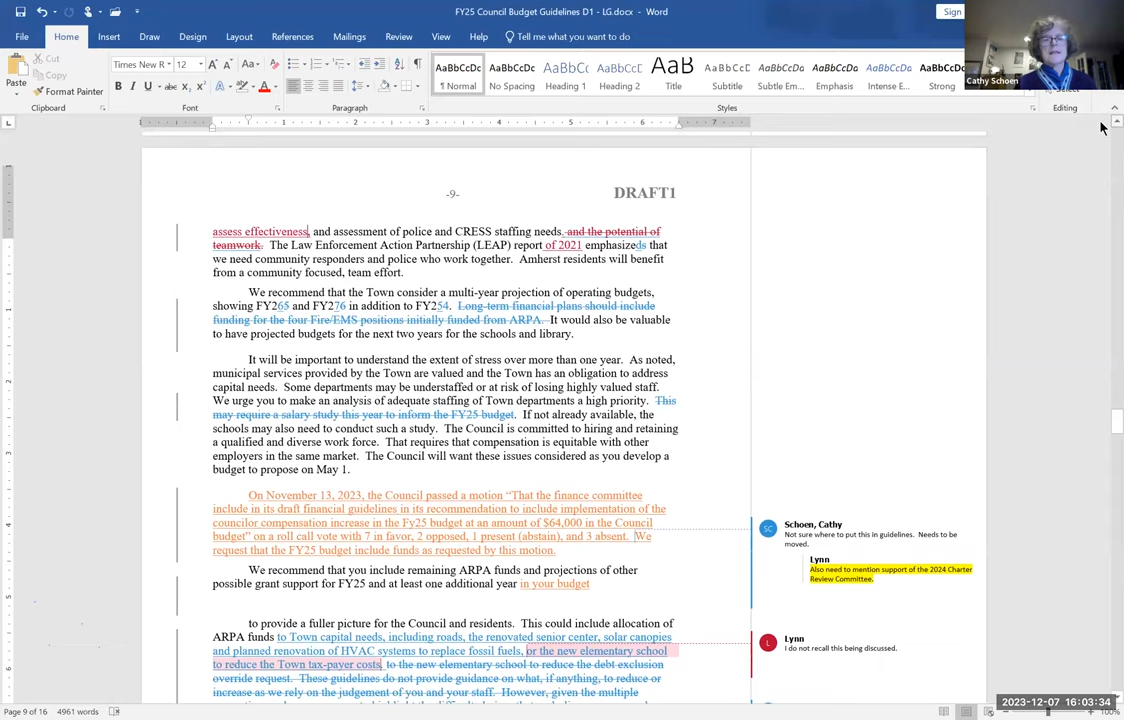 FY25 Council Budget Guidelines D1 - LG.docx - Word
Sign
File Home Insert Draw Design Layout References Mailings Review View Help Tell me what you want to do
Cut
Copy
Paste
Format Painter
Times New R 12
Clipboard Font Paragraph Styles Editing
AaBbCcDc AaBbCcDc AaBbC AaBbCcC AaB AaBbCcD AaBbCcDc AaBbCcDc AaBbCcDc AaBbCcDc
¶ Normal No Spacing Heading 1 Heading 2 Title Subtitle Subtle Em... Emphasis Intense E... Strong
Cathy Schoen
1 2 3 4 5 6 7
-9- DRAFT1
assess effectiveness, and assessment of police and CRESS staffing needs. and the potential of
teamwork. The Law Enforcement Action Partnership (LEAP) report of 2021 emphasizeds that
we need community responders and police who work together. Amherst residents will benefit
from a community focused, team effort.
We recommend that the Town consider a multi-year projection of operating budgets,
showing FY265 and FY276 in addition to FY254. Long-term financial plans should include
funding for the four Fire/EMS positions initially funded from ARPA. It would also be valuable
to have projected budgets for the next two years for the schools and library.
It will be important to understand the extent of stress over more than one year. As noted,
municipal services provided by the Town are valued and the Town has an obligation to address
capital needs. Some departments may be understaffed or at risk of losing highly valued staff.
We urge you to make an analysis of adequate staffing of Town departments a high priority. This
may require a salary study this year to inform the FY25 budget. If not already available, the
schools may also need to conduct such a study. The Council is committed to hiring and retaining
a qualified and diverse work force. That requires that compensation is equitable with other
employers in the same market. The Council will want these issues considered as you develop a
budget to propose on May 1.
On November 13, 2023, the Council passed a motion “That the finance committee
include in its draft financial guidelines in its recommendation to include implementation of the
councilor compensation increase in the Fy25 budget at an amount of $64,000 in the Council
budget” on a roll call vote with 7 in favor, 2 opposed, 1 present (abstain), and 3 absent. We
request that the FY25 budget include funds as requested by this motion.
We recommend that you include remaining ARPA funds and projections of other
possible grant support for FY25 and at least one additional year in your budget
to provide a fuller picture for the Council and residents. This could include allocation of
ARPA funds to Town capital needs, including roads, the renovated senior center, solar canopies
and planned renovation of HVAC systems to replace fossil fuels, or the new elementary school
to reduce the Town tax-payer costs. to the new elementary school to reduce the debt exclusion
override request. These guidelines do not provide guidance on what, if anything, to reduce or
increase as we rely on the judgement of you and your staff. However, given the multiple
SC Schoen, Cathy
Not sure where to put this in guidelines. Needs to be
moved.
Lynn
Also need to mention support of the 2024 Charter
Review Committee.
L Lynn
I do not recall this being discussed.
2023-12-07 16:03:34
Page 9 of 16 4961 words 100%